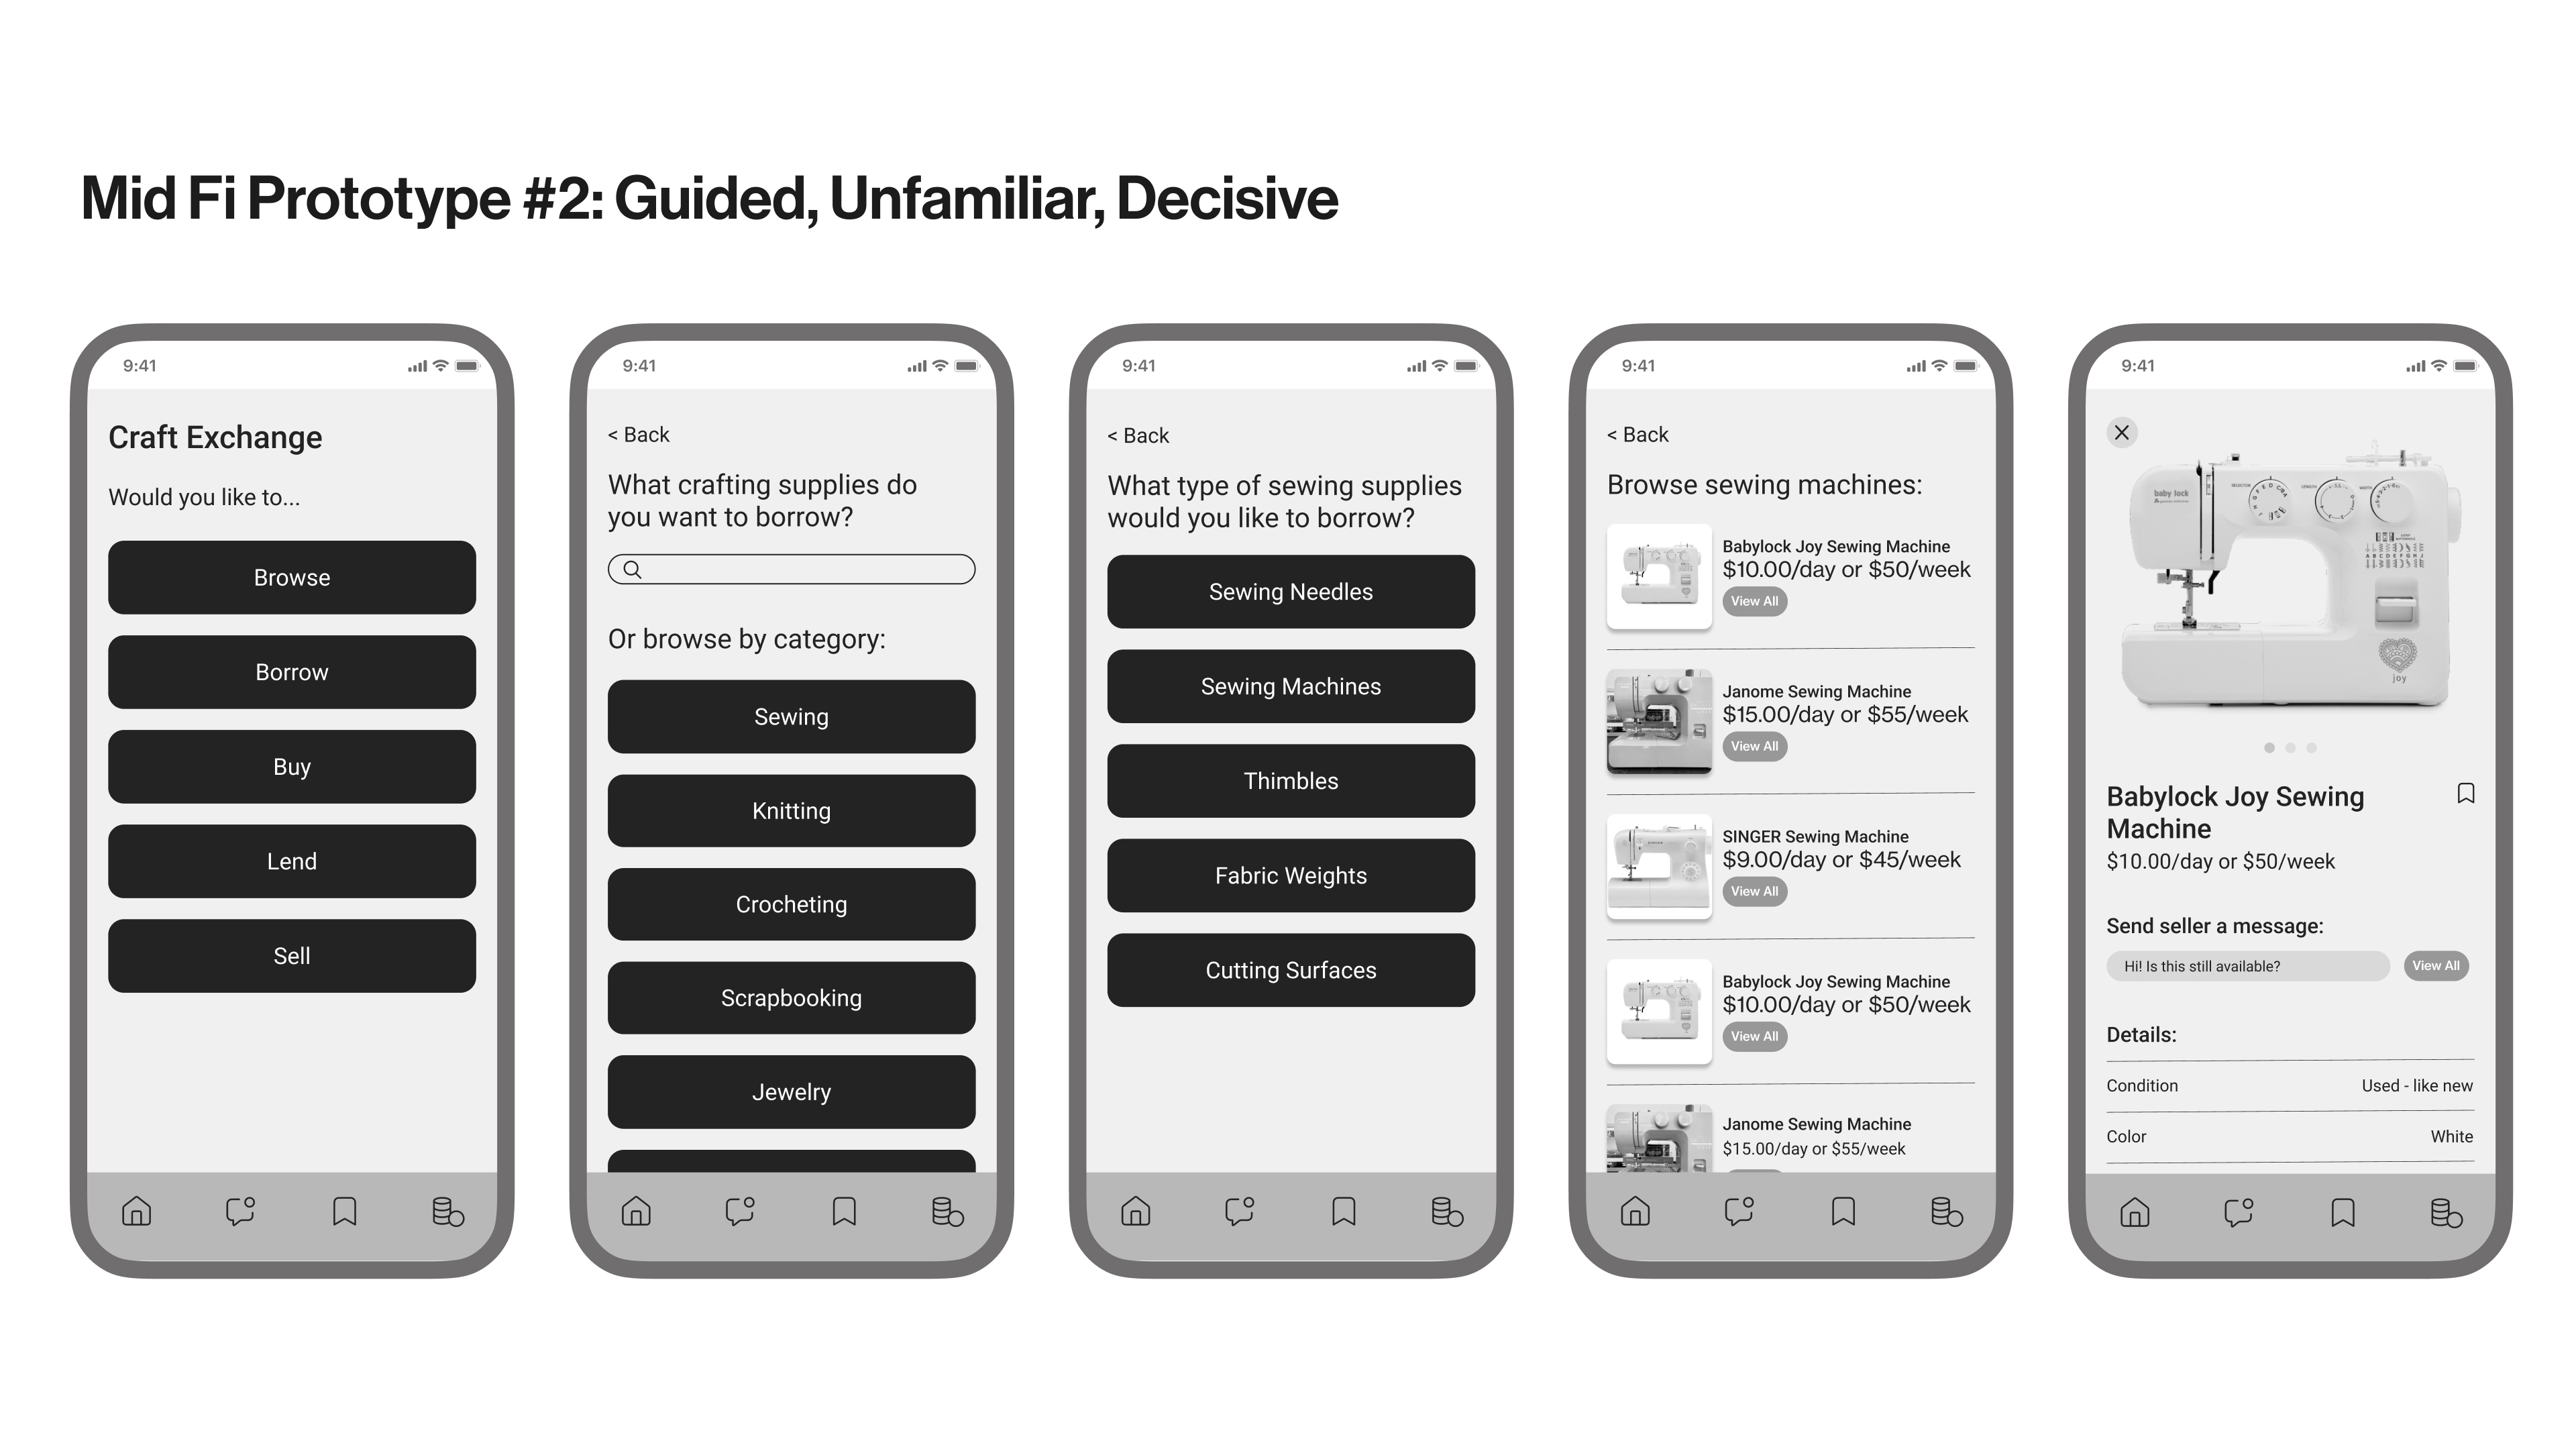 Mid Fi Prototype #2: Guided, Unfamiliar, Decisive
9:41
Craft Exchange
Would you like to...
Browse
Borrow
Buy
Lend
Sell
9:41
< Back
What crafting supplies do
you want to borrow?
Or browse by category:
Sewing
Knitting
Crocheting
Scrapbooking
Jewelry
9:41
< Back
What type of sewing supplies
would you like to borrow?
Sewing Needles
Sewing Machines
Thimbles
Fabric Weights
Cutting Surfaces
9:41
< Back
Browse sewing machines:
Babylock Joy Sewing Machine
$10.00/day or $50/week
View All
Janome Sewing Machine
$15.00/day or $55/week
View All
SINGER Sewing Machine
$9.00/day or $45/week
View All
Babylock Joy Sewing Machine
$10.00/day or $50/week
View All
Janome Sewing Machine
$15.00/day or $55/week
9:41
baby lock
SELECTOR
LENGTH
WIDTH
joy
Babylock Joy Sewing
Machine
$10.00/day or $50/week
Send seller a message:
Hi! Is this still available?
View All
Details:
Condition Used - like new
Color White